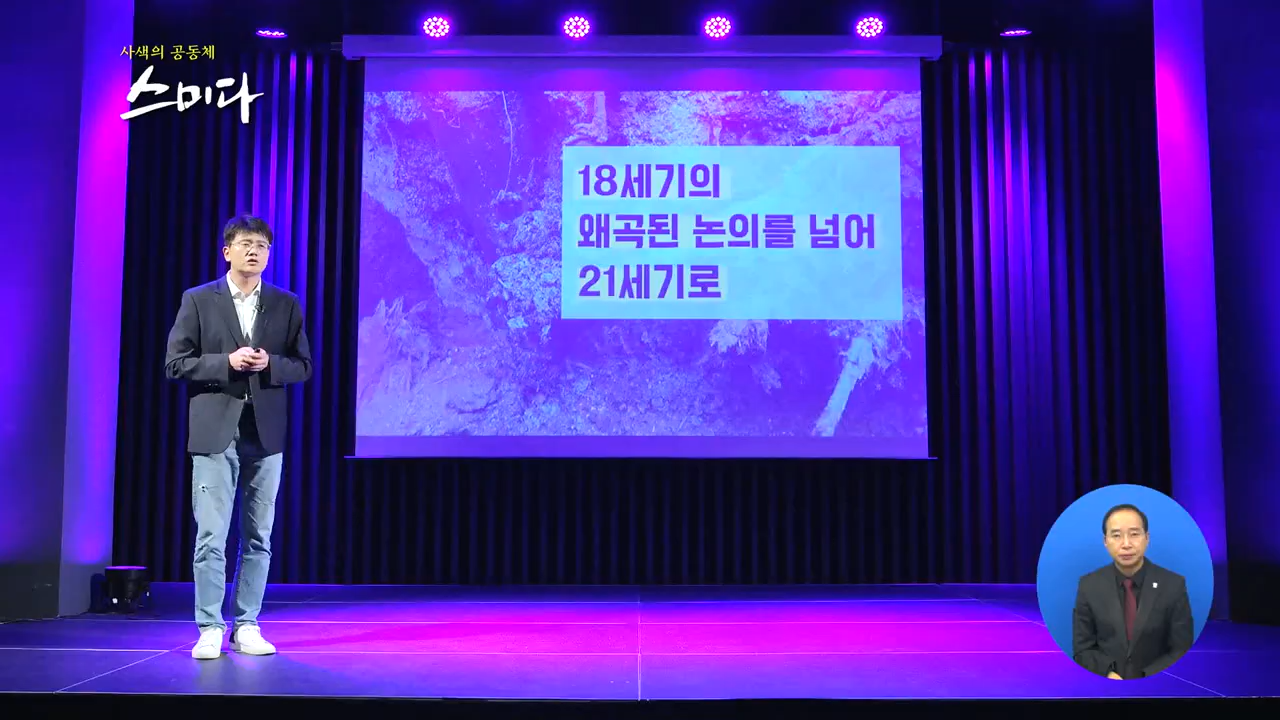 사색의 공동체
스미다
18세기의
왜곡된 논의를 넘어
21세기로